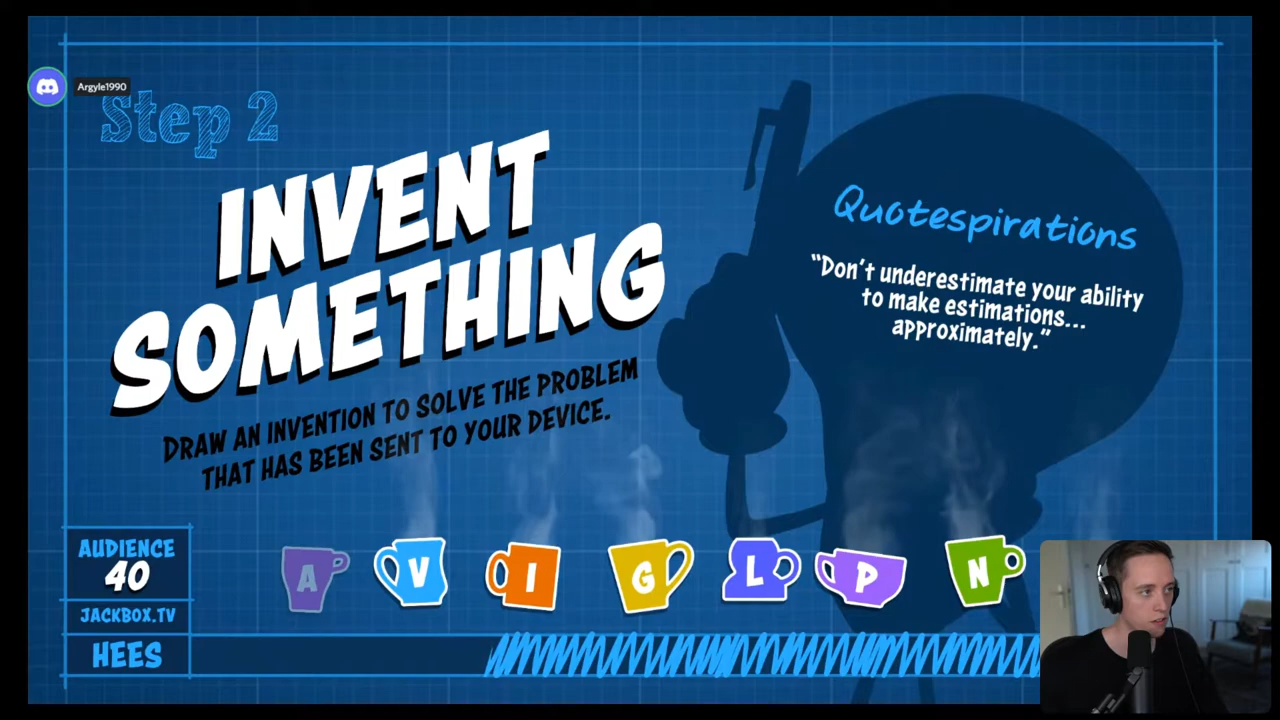 Argyle1990
Step 2
INVENT
SOMETHING
DRAW AN INVENTION TO SOLVE THE PROBLEM
THAT HAS BEEN SENT TO YOUR DEVICE.
Quotespirations
“Don’t underestimate your ability
to make estimations...
approximately.”
A V I G L P N
AUDIENCE
40
JACKBOX.TV
HEES